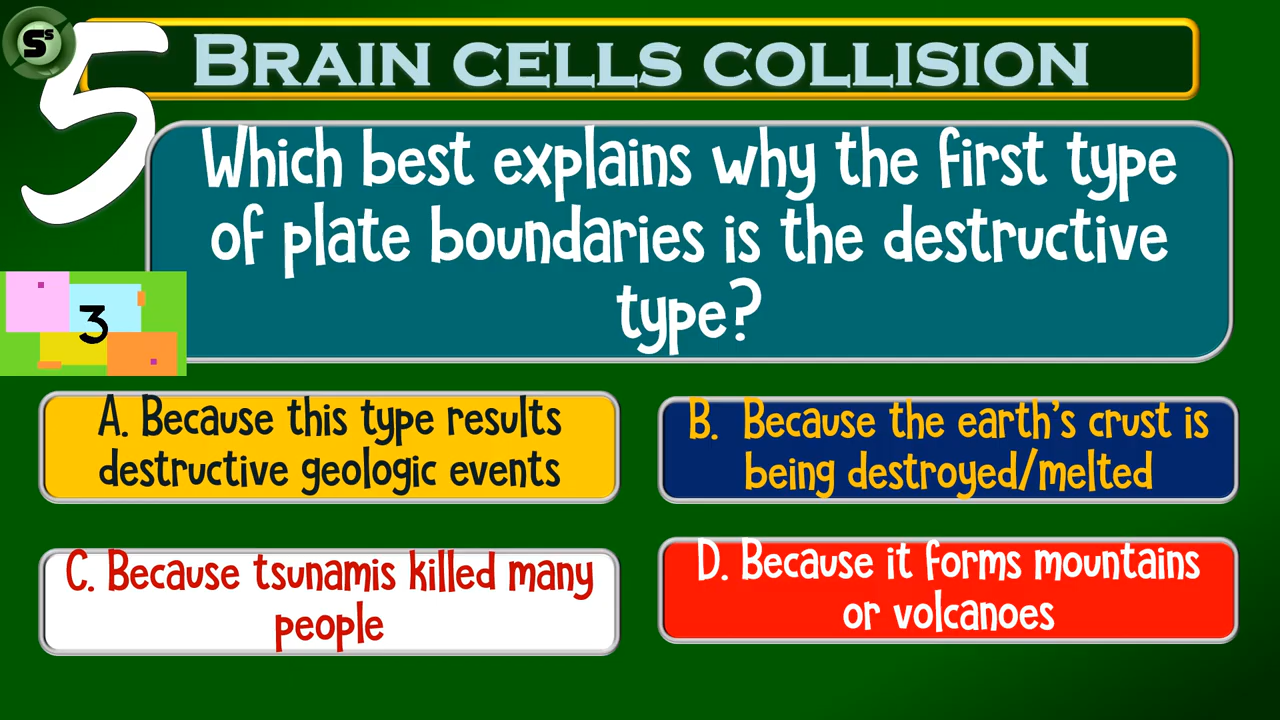 Ss
5
BRAIN CELLS COLLISION
Which best explains why the first type
of plate boundaries is the destructive
type?
3
A. Because this type results
destructive geologic events
B. Because the earth's crust is
being destroyed/melted
C. Because tsunamis killed many
people
D. Because it forms mountains
or volcanoes